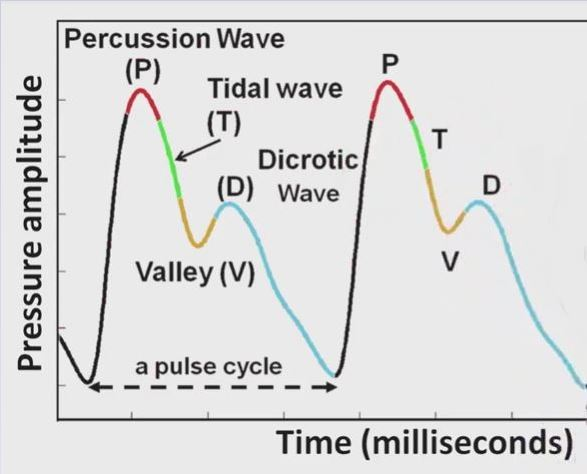 Percussion Wave
(P)
Tidal wave
(T)
Dicrotic
Wave
(D)
Valley (V)
a pulse cycle
P
T
D
V
Pressure amplitude
Time (milliseconds)